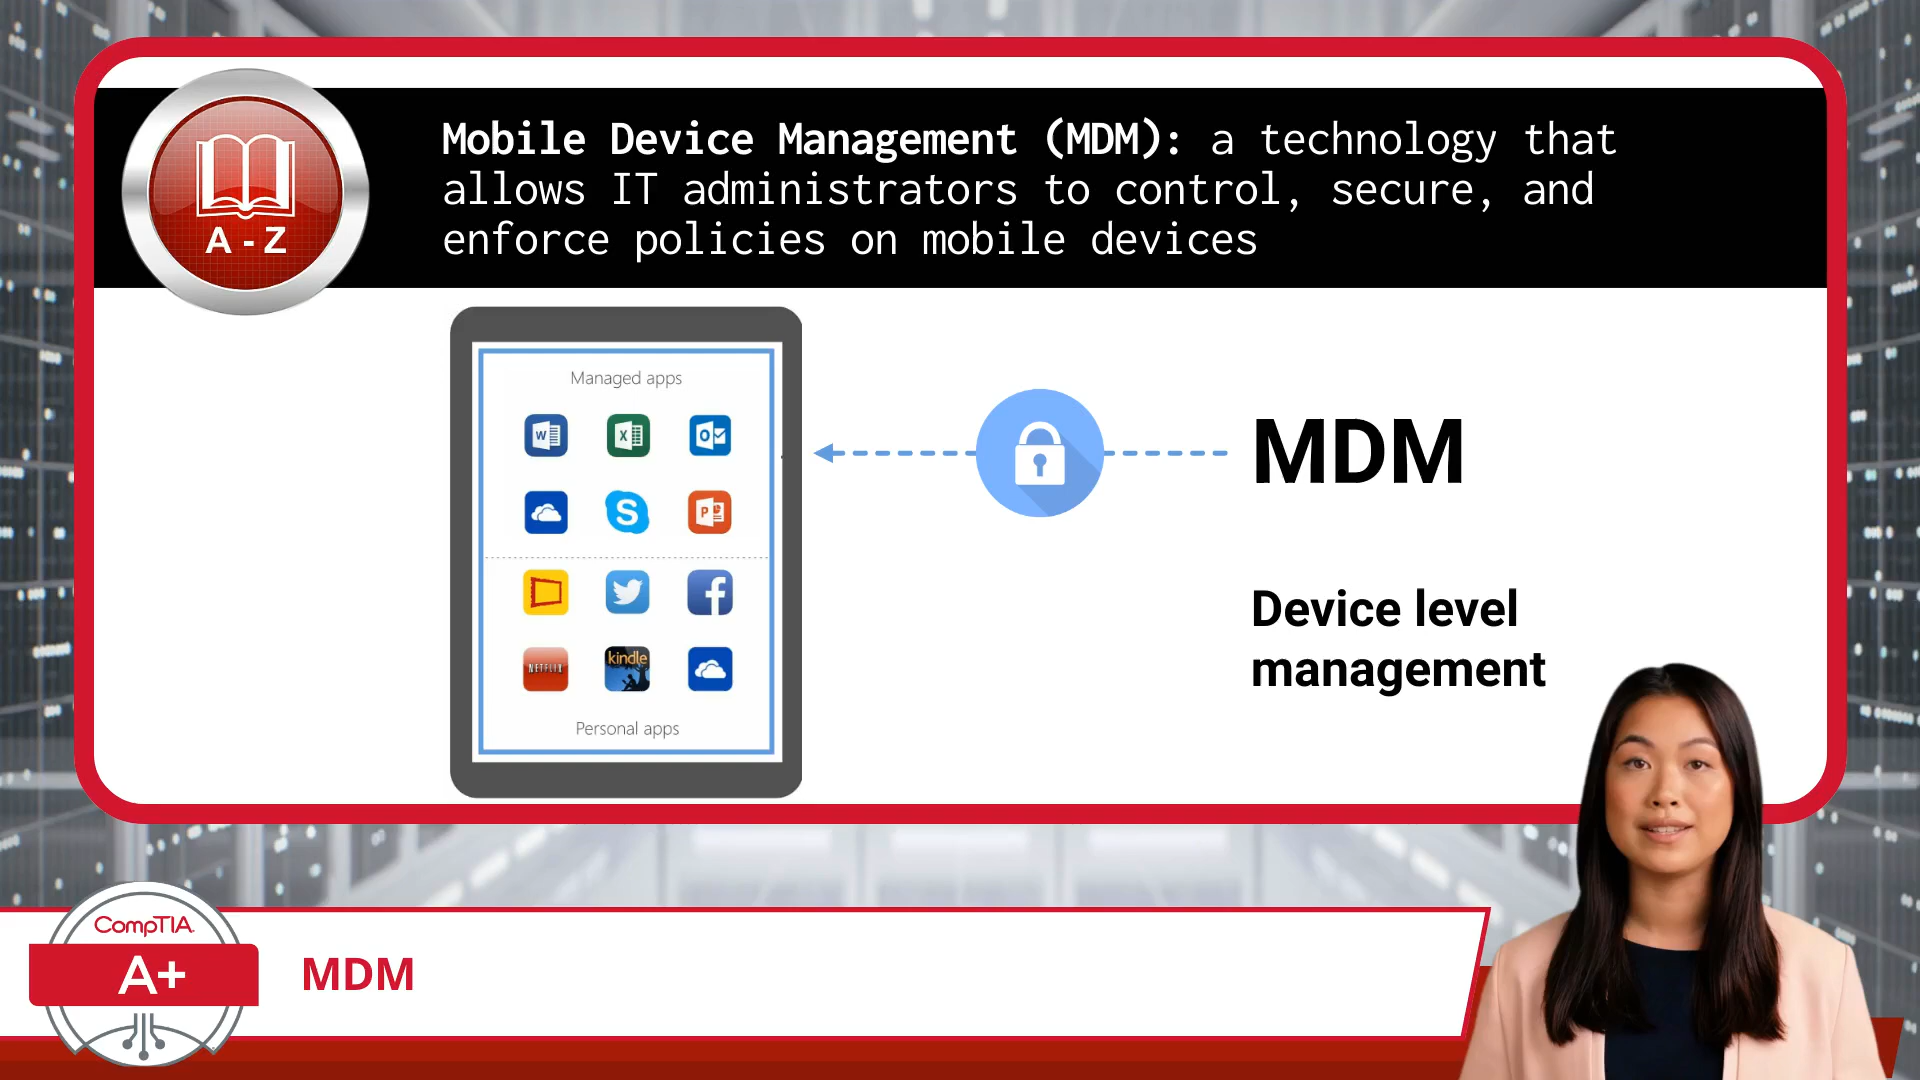 Mobile Device Management (MDM): a technology that
allows IT administrators to control, secure, and
enforce policies on mobile devices
A - Z
Managed apps
W
X
O
S
P
f
NETFLIX
kindle
Personal apps
MDM
Device level
management
CompTIA
A+
MDM